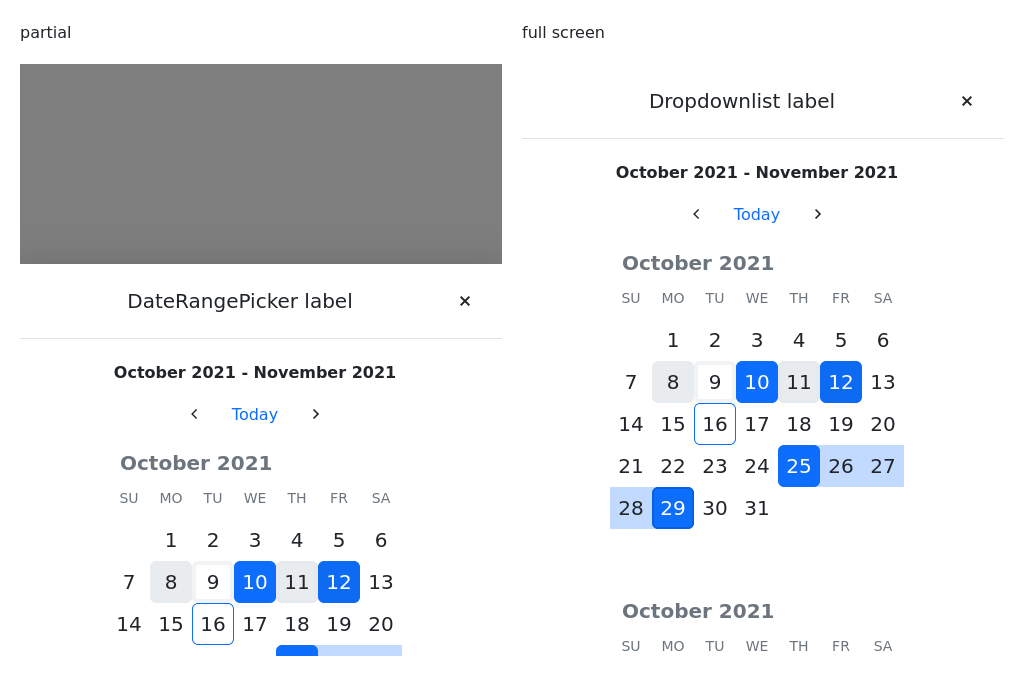 partial
DateRangePicker label
October 2021 - November 2021
Today
October 2021
SU MO TU WE TH FR SA
1 2 3 4 5 6
7 8 9 10 11 12 13
14 15 16 17 18 19 20
full screen
Dropdownlist label
October 2021 - November 2021
Today
October 2021
SU MO TU WE TH FR SA
1 2 3 4 5 6
7 8 9 10 11 12 13
14 15 16 17 18 19 20
21 22 23 24 25 26 27
28 29 30 31
October 2021
SU MO TU WE TH FR SA